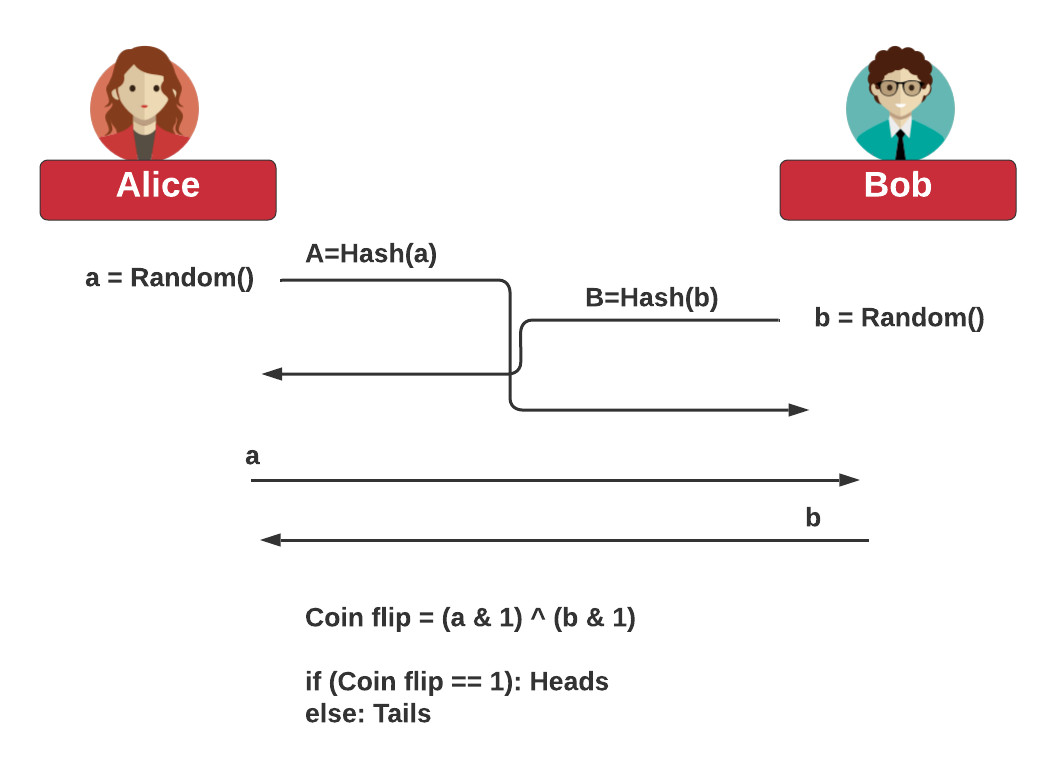 Alice
Bob
A=Hash(a)
a = Random()
B=Hash(b)
b = Random()
a
b
Coin flip = (a & 1) ^ (b & 1)
if (Coin flip == 1): Heads
else: Tails